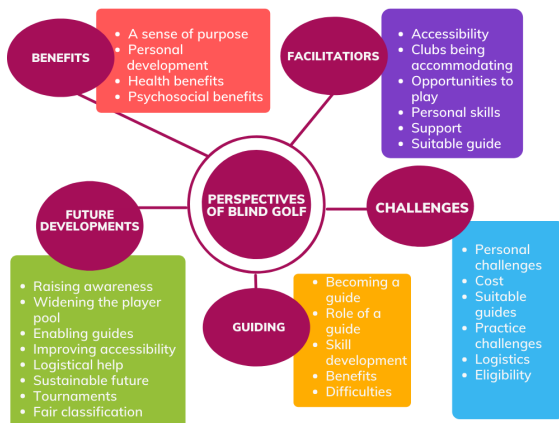 BENEFITS
• A sense of purpose
• Personal
development
• Health benefits
• Psychosocial benefits
FACILITATIORS
• Accessibility
• Clubs being
accommodating
• Opportunities to
play
• Personal skills
• Support
• Suitable guide
PERSPECTIVES
OF BLIND GOLF
FUTURE
DEVELOPMENTS
• Raising awareness
• Widening the player
pool
• Enabling guides
• Improving accessibility
• Logistical help
• Sustainable future
• Tournaments
• Fair classification
GUIDING
• Becoming a
guide
• Role of a
guide
• Skill
development
• Benefits
• Difficulties
CHALLENGES
• Personal
challenges
• Cost
• Suitable
guides
• Practice
challenges
• Logistics
• Eligibility